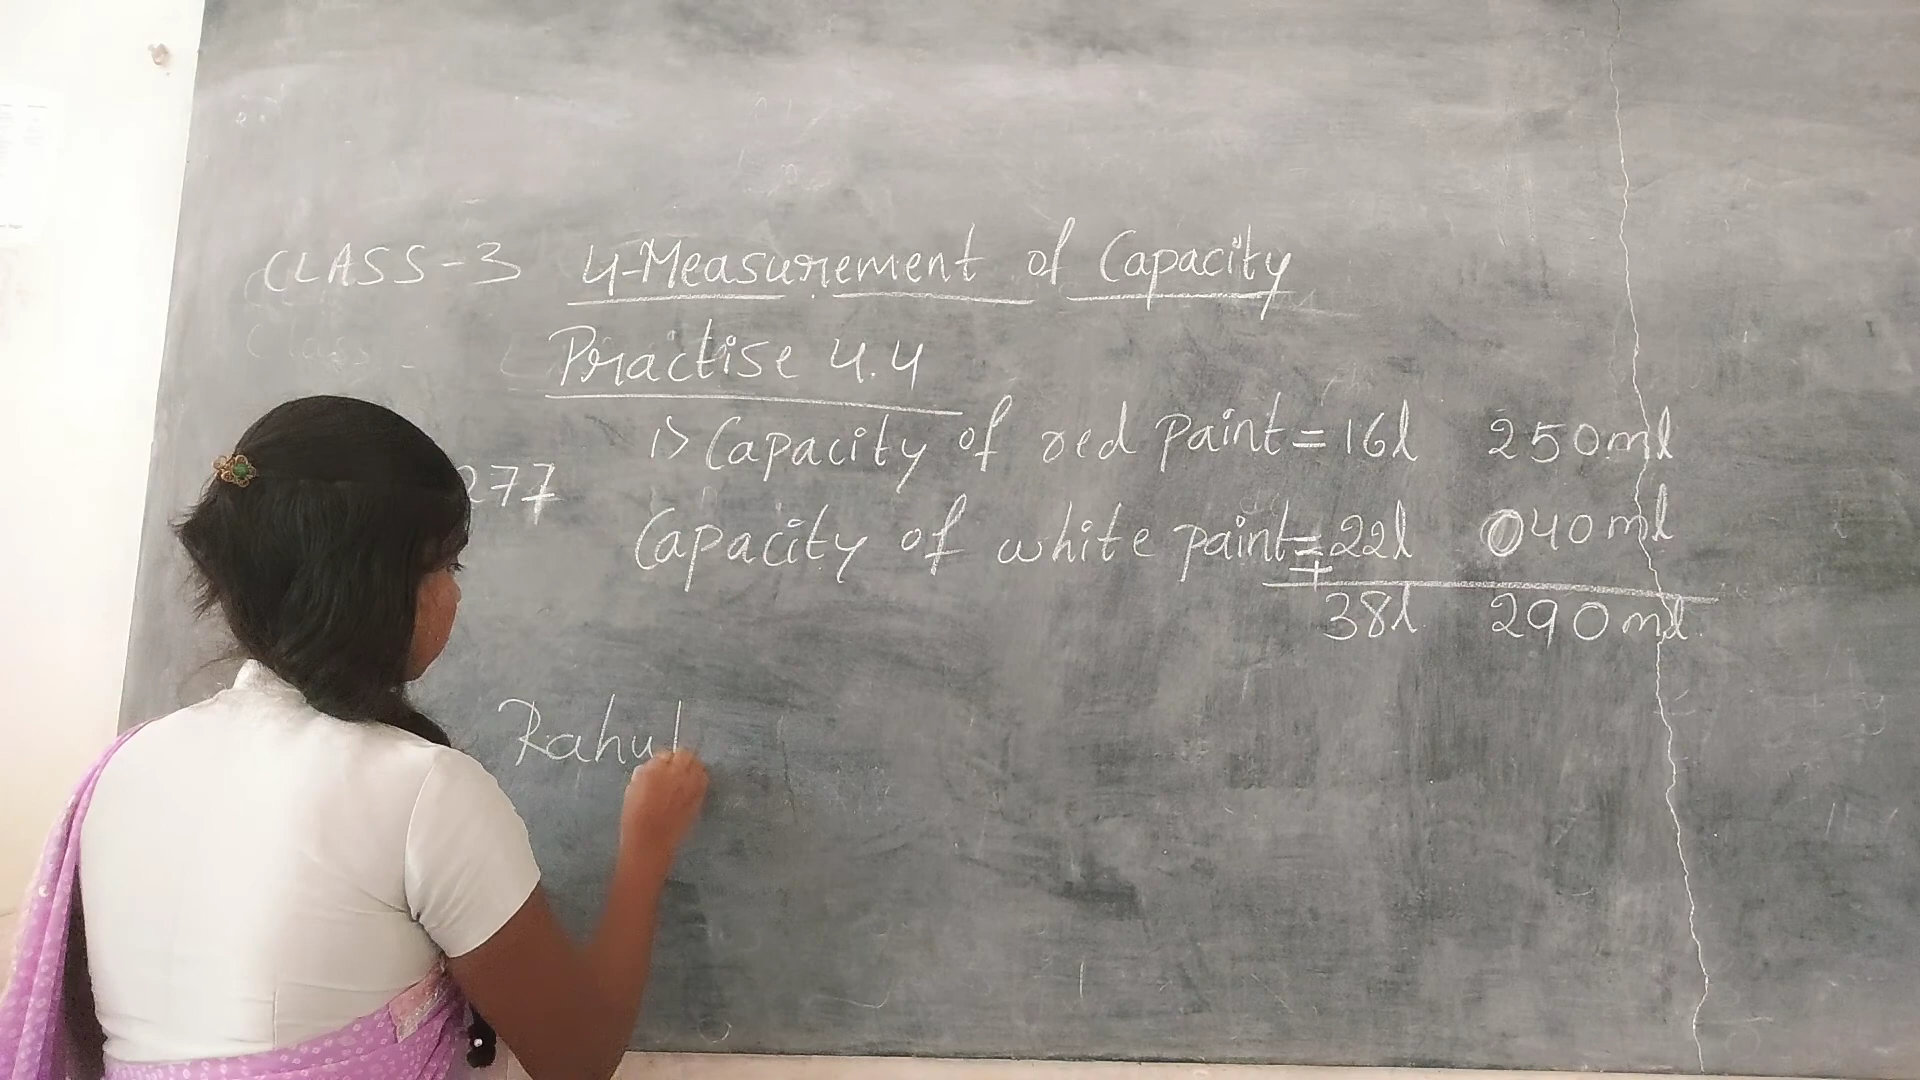 CLASS-3 4-Measurement of Capacity
Practise 4.4
1> Capacity of red paint = 16l 250ml
277
Capacity of white paint = 22l 040ml
+
38l 290ml
Rahul